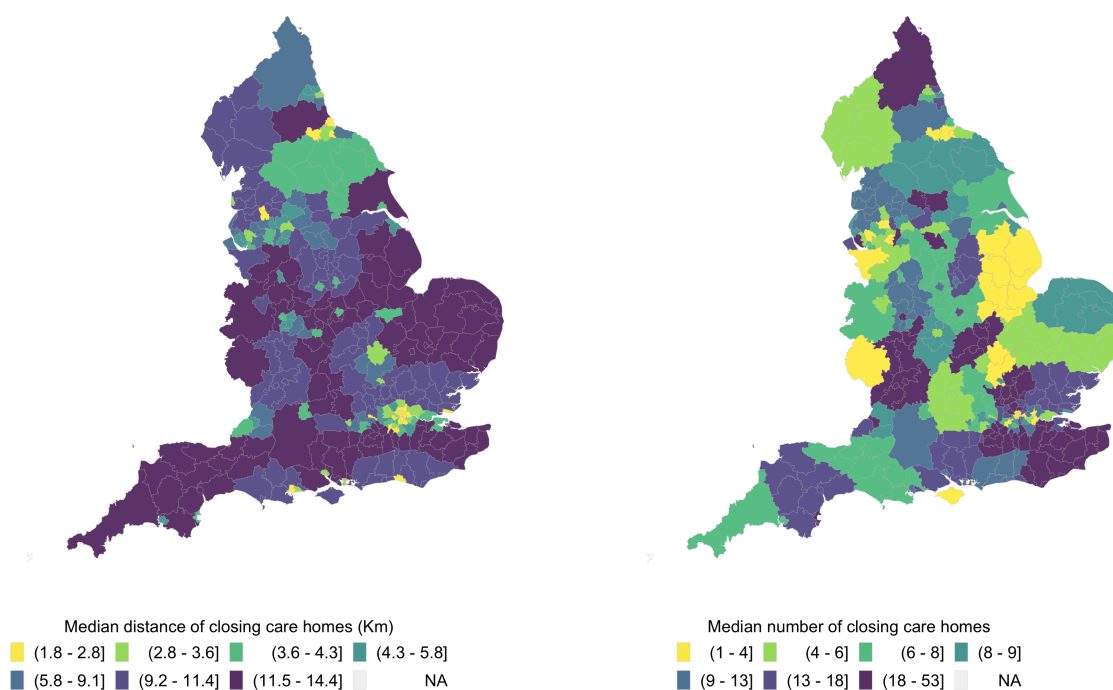 Median distance of closing care homes (Km)
(1.8 - 2.8] (2.8 - 3.6] (3.6 - 4.3] (4.3 - 5.8]
(5.8 - 9.1] (9.2 - 11.4] (11.5 - 14.4] NA
Median number of closing care homes
(1 - 4] (4 - 6] (6 - 8] (8 - 9]
(9 - 13] (13 - 18] (18 - 53] NA